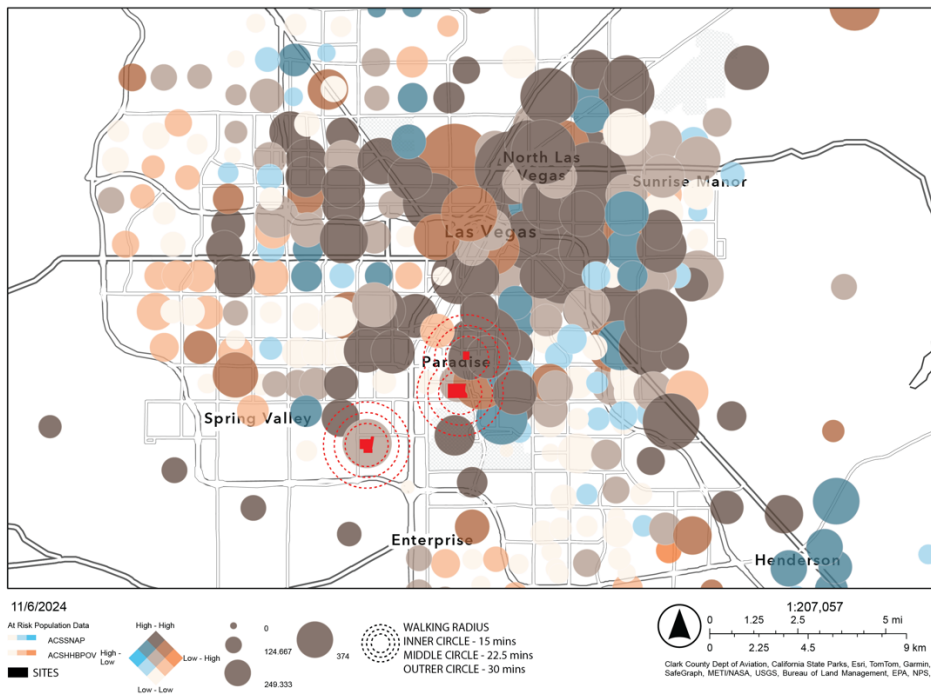 North Las
Vegas
Sunrise Manor
Las Vegas
Paradise
Spring Valley
Enterprise
Henderson
11/6/2024
At Risk Population Data
ACSSNAP
ACSHHBPOV
SITES
High - High
High -
Low
Low - High
Low - Low
0
124.667
249.333
374
WALKING RADIUS
INNER CIRCLE - 15 mins
MIDDLE CIRCLE - 22.5 mins
OUTRER CIRCLE - 30 mins
1:207,057
0 1.25 2.5 5 mi
0 2.25 4.5 9 km
Clark County Dept of Aviation, California State Parks, Esri, TomTom, Garmin,
SafeGraph, METI/NASA, USGS, Bureau of Land Management, EPA, NPS,